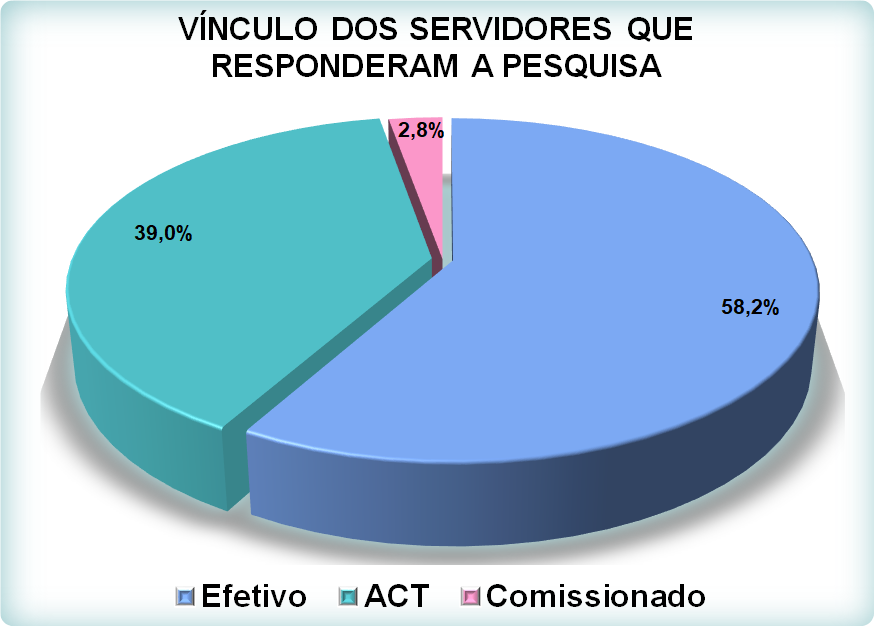 VÍNCULO DOS SERVIDORES QUE
RESPONDERAM A PESQUISA
2,8%
39,0%
58,2%
Efetivo ACT Comissionado